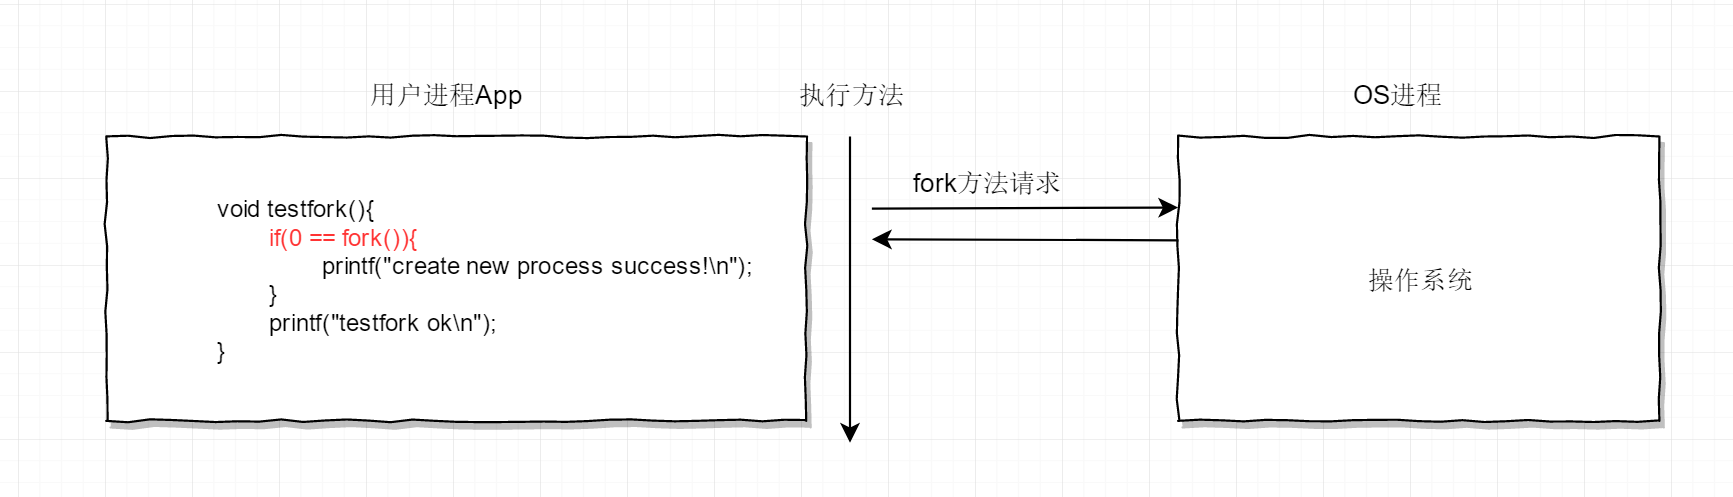 用户进程App
执行方法
OS进程
void testfork(){
if(0 == fork()){
printf("create new process success!\n");
}
printf("testfork ok\n");
}
fork方法请求
操作系统